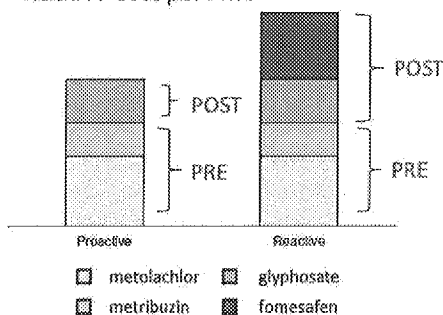 POST
POST
PRE
PRE
Proactive
Reactive
metolachlor
glyphosate
metribuzin
fomesafen